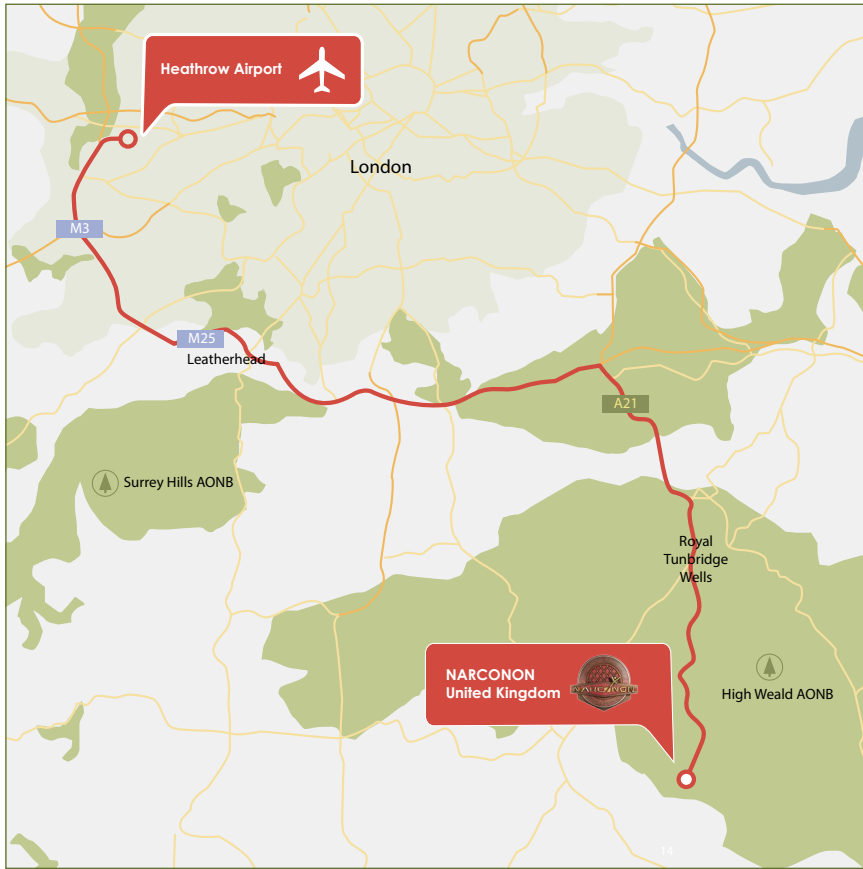 Heathrow Airport
London
M3
M25
Leatherhead
A21
Surrey Hills AONB
Royal
Tunbridge
Wells
NARCONON
United Kingdom
NARCONON
High Weald AONB
14